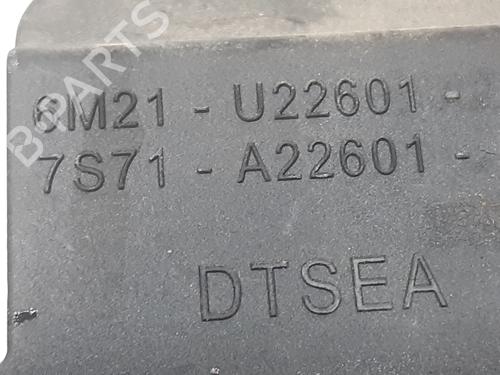 6M21 - U22601 -
7S71 - A22601 -
DTSEA
B-PARTS